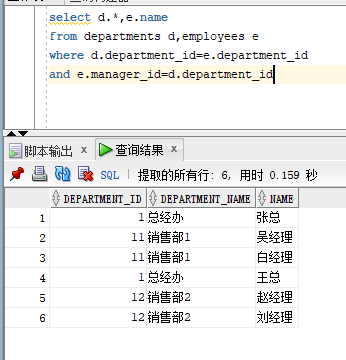 select d.*,e.name
from departments d,employees e
where d.department_id=e.department_id
and e.manager_id=d.department_id
脚本输出 × 查询结果 ×
SQL | 提取的所有行: 6, 用时 0.159 秒
DEPARTMENT_ID DEPARTMENT_NAME NAME
1 1 总经办 张总
2 11 销售部1 吴经理
3 11 销售部1 白经理
4 1 总经办 王总
5 12 销售部2 赵经理
6 12 销售部2 刘经理